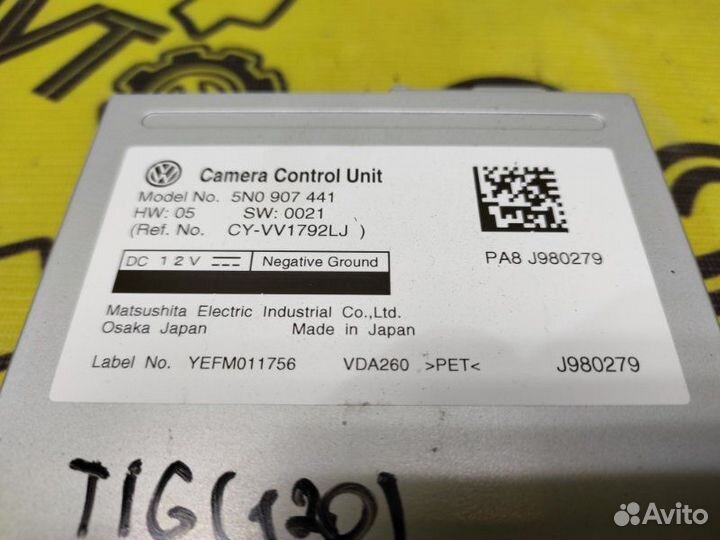 Camera Control Unit
Model No. 5N0 907 441
HW: 05 SW: 0021
(Ref. No. CY-VV1792LJ )
DC 12V Negative Ground
PA8 J980279
Matsushita Electric Industrial Co.,Ltd.
Osaka Japan Made in Japan
Label No. YEFM011756 VDA260 >PET< J980279
TIG(120)
Avito